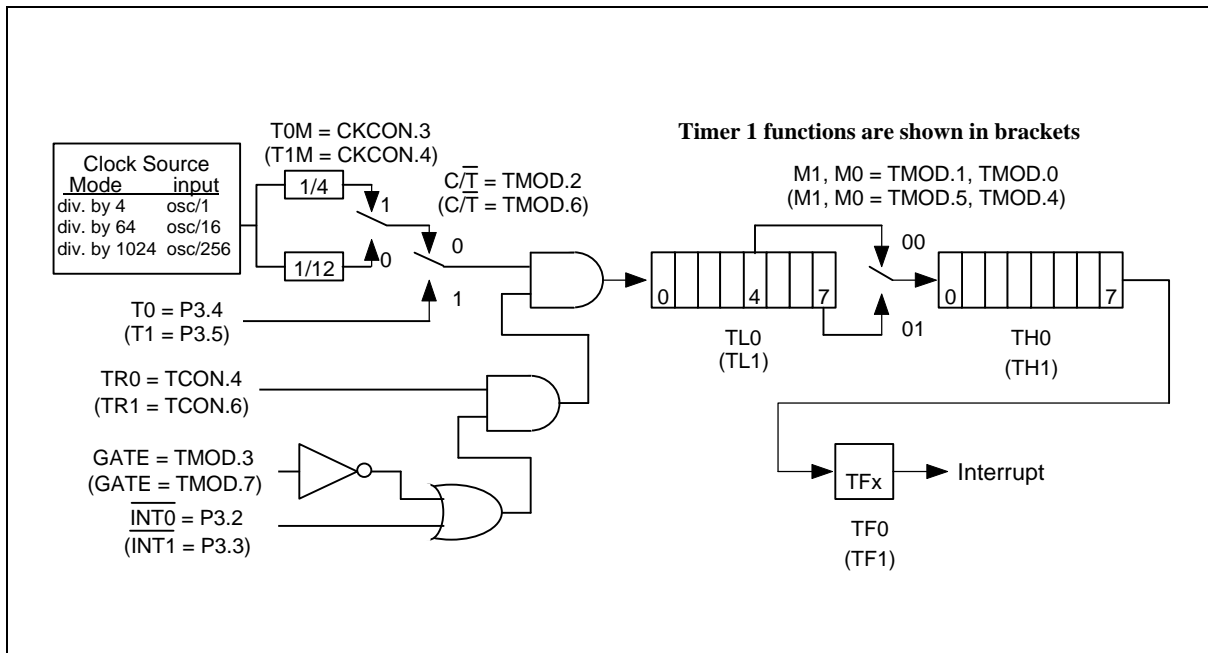 T0M = CKCON.3
(T1M = CKCON.4)
Timer 1 functions are shown in brackets
Clock Source
Mode input
div. by 4 osc/1
div. by 64 osc/16
div. by 1024 osc/256
1/4
1/12
1
0
C/T̅ = TMOD.2
(C/T̅ = TMOD.6)
0
1
M1, M0 = TMOD.1, TMOD.0
(M1, M0 = TMOD.5, TMOD.4)
00
01
0 4 7
TL0
(TL1)
0 7
TH0
(TH1)
T0 = P3.4
(T1 = P3.5)
TR0 = TCON.4
(TR1 = TCON.6)
GATE = TMOD.3
(GATE = TMOD.7)
I̅N̅T̅0̅ = P3.2
(I̅N̅T̅1̅ = P3.3)
TFx
Interrupt
TF0
(TF1)